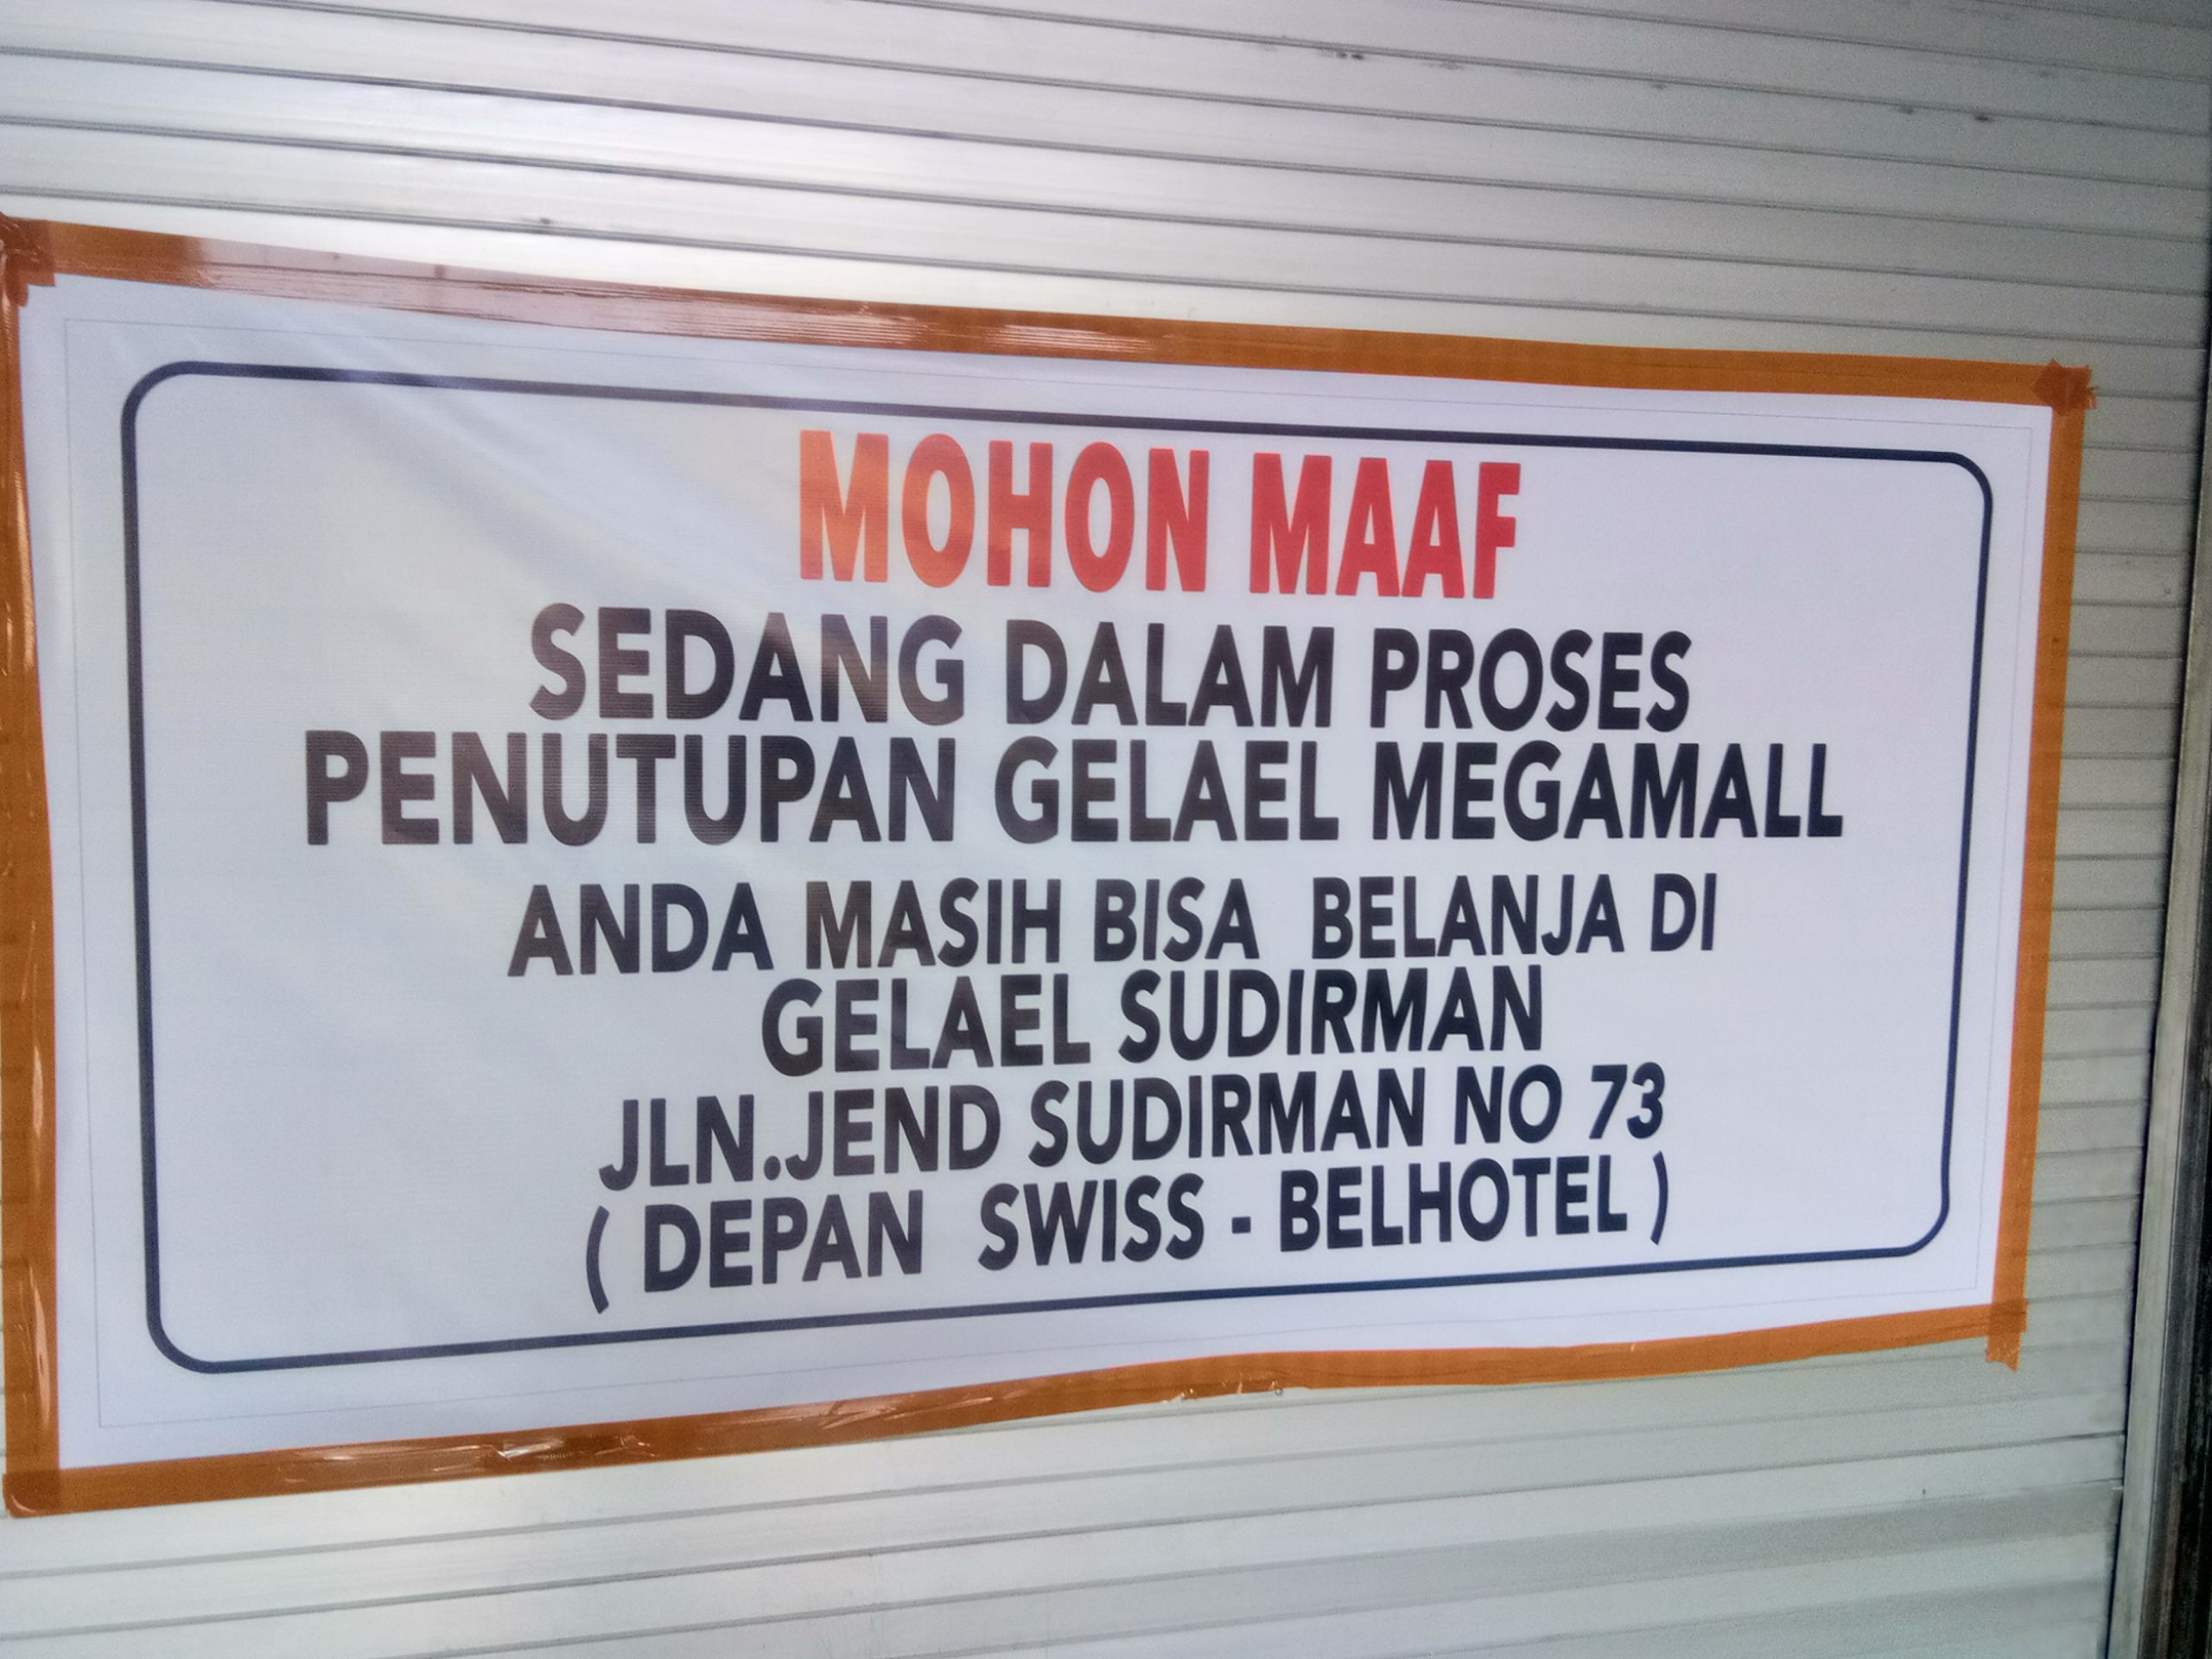 MOHON MAAF
SEDANG DALAM PROSES
PENUTUPAN GELAEL MEGAMALL
ANDA MASIH BISA BELANJA DI
GELAEL SUDIRMAN
JLN.JEND SUDIRMAN NO 73
( DEPAN SWISS - BELHOTEL )